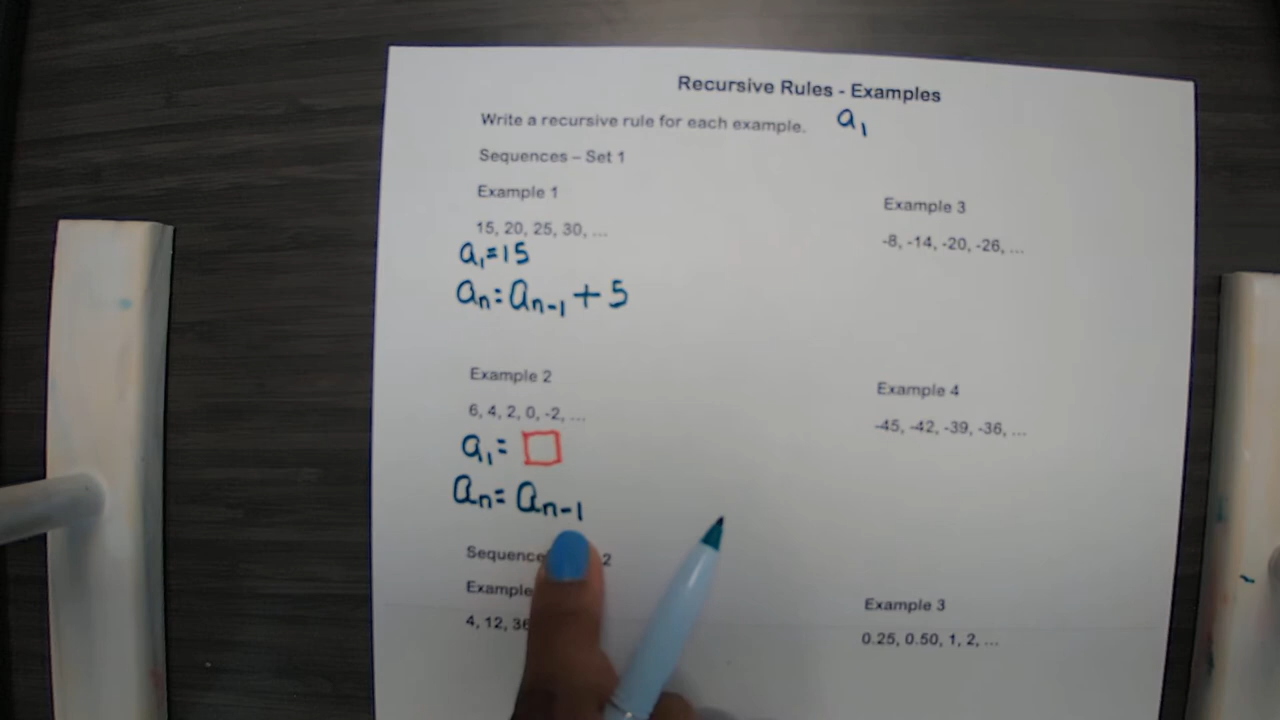 Recursive Rules - Examples
Write a recursive rule for each example. a₁
Sequences – Set 1
Example 1
15, 20, 25, 30, ...
a₁=15
aₙ=aₙ₋₁+5
Example 2
6, 4, 2, 0, -2, ...
a₁=
aₙ=aₙ₋₁
Example 3
-8, -14, -20, -26, ...
Example 4
-45, -42, -39, -36, ...
2
Example
4, 12,
Example 3
0.25, 0.50, 1, 2, ...